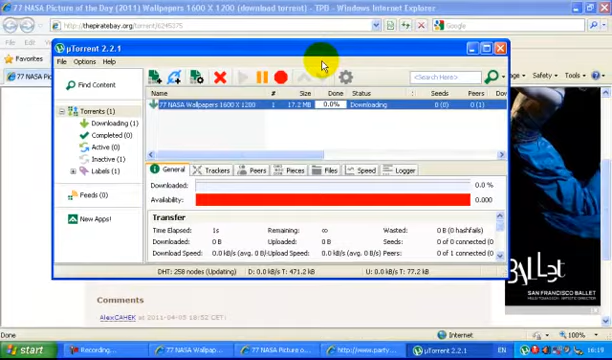 77 NASA Picture of the Day (2011) Wallpapers 1600 X 1200 (download torrent) - TPB - Windows Internet Explorer
http://thepiratebay.org/torrent/6245375
Google
Favorites
77 NASA Pi
Safety Tools
µTorrent 2.2.1
File Options Help
Find Content
<Search Here>
Torrents (1)
Downloading (1)
Completed (0)
Active (0)
Inactive (1)
Labels (1)
Feeds (0)
New Apps!
Name # Size Done Status Seeds Peers Dow
77 NASA Wallpapers 1600 X 1200 1 17.2 MB 0.0% Downloading 0 (0) 0 (1)
General Trackers Peers Pieces Files Speed Logger
Downloaded: 0.0 %
Availability: 0.000
Transfer
Time Elapsed: 1s Remaining: ∞ Wasted: 0 B (0 hashfails)
Downloaded: 0 B Uploaded: 0 B Seeds: 0 of 0 connected (0
Download Speed: 0.0 kB/s (avg. 0 B/ Upload Speed: 0.0 kB/s (avg. 0 B/s) Peers: 0 of 1 connected (0
DHT: 258 nodes (Updating) D: 0.0 kB/s T: 471.2 kB U: 0.0 kB/s T: 77.2 kB
BALLET
SAN FRANCISCO BALLET
Comments
AlexCAHEK at 2011-04-05 18:52 CET:
Internet 100%
start Recording... 77 NASA Wallpa... 77 NASA Picture o... http://www.party... µTorrent 2.2.1 EN 16:19